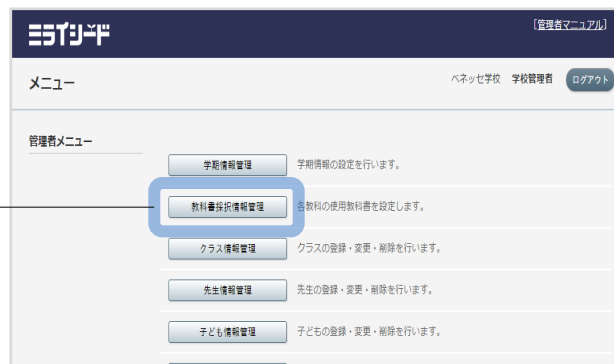 ミライシード
[管理者マニュアル]
メニュー
ベネッセ学校 学校管理者 ログアウト
管理者メニュー
学期情報管理 学期情報の設定を行います。
教科書採択情報管理 各教科の使用教科書を設定します。
クラス情報管理 クラスの登録・変更・削除を行います。
先生情報管理 先生の登録・変更・削除を行います。
子ども情報管理 子どもの登録・変更・削除を行います。